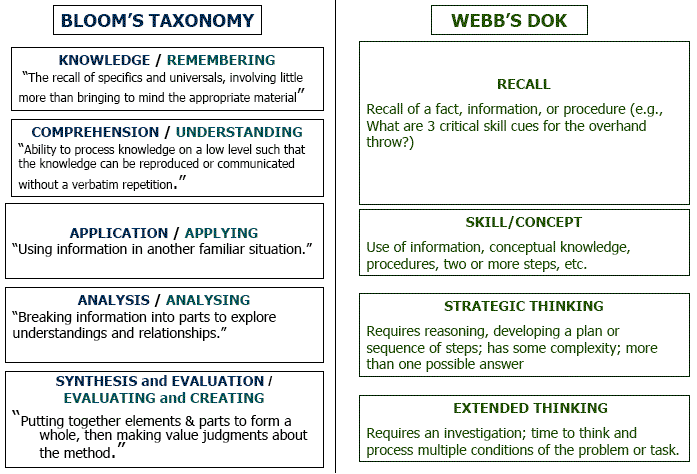 BLOOM'S TAXONOMY
KNOWLEDGE / REMEMBERING
“The recall of specifics and universals, involving little
more than bringing to mind the appropriate material”
COMPREHENSION / UNDERSTANDING
“Ability to process knowledge on a low level such that
the knowledge can be reproduced or communicated
without a verbatim repetition.”
APPLICATION / APPLYING
“Using information in another familiar situation.”
ANALYSIS / ANALYSING
“Breaking information into parts to explore
understandings and relationships.”
SYNTHESIS and EVALUATION /
EVALUATING and CREATING
“Putting together elements & parts to form a
whole, then making value judgments about
the method.”
WEBB'S DOK
RECALL
Recall of a fact, information, or procedure (e.g.,
What are 3 critical skill cues for the overhand
throw?)
SKILL/CONCEPT
Use of information, conceptual knowledge,
procedures, two or more steps, etc.
STRATEGIC THINKING
Requires reasoning, developing a plan or
sequence of steps; has some complexity; more
than one possible answer
EXTENDED THINKING
Requires an investigation; time to think and
process multiple conditions of the problem or task.